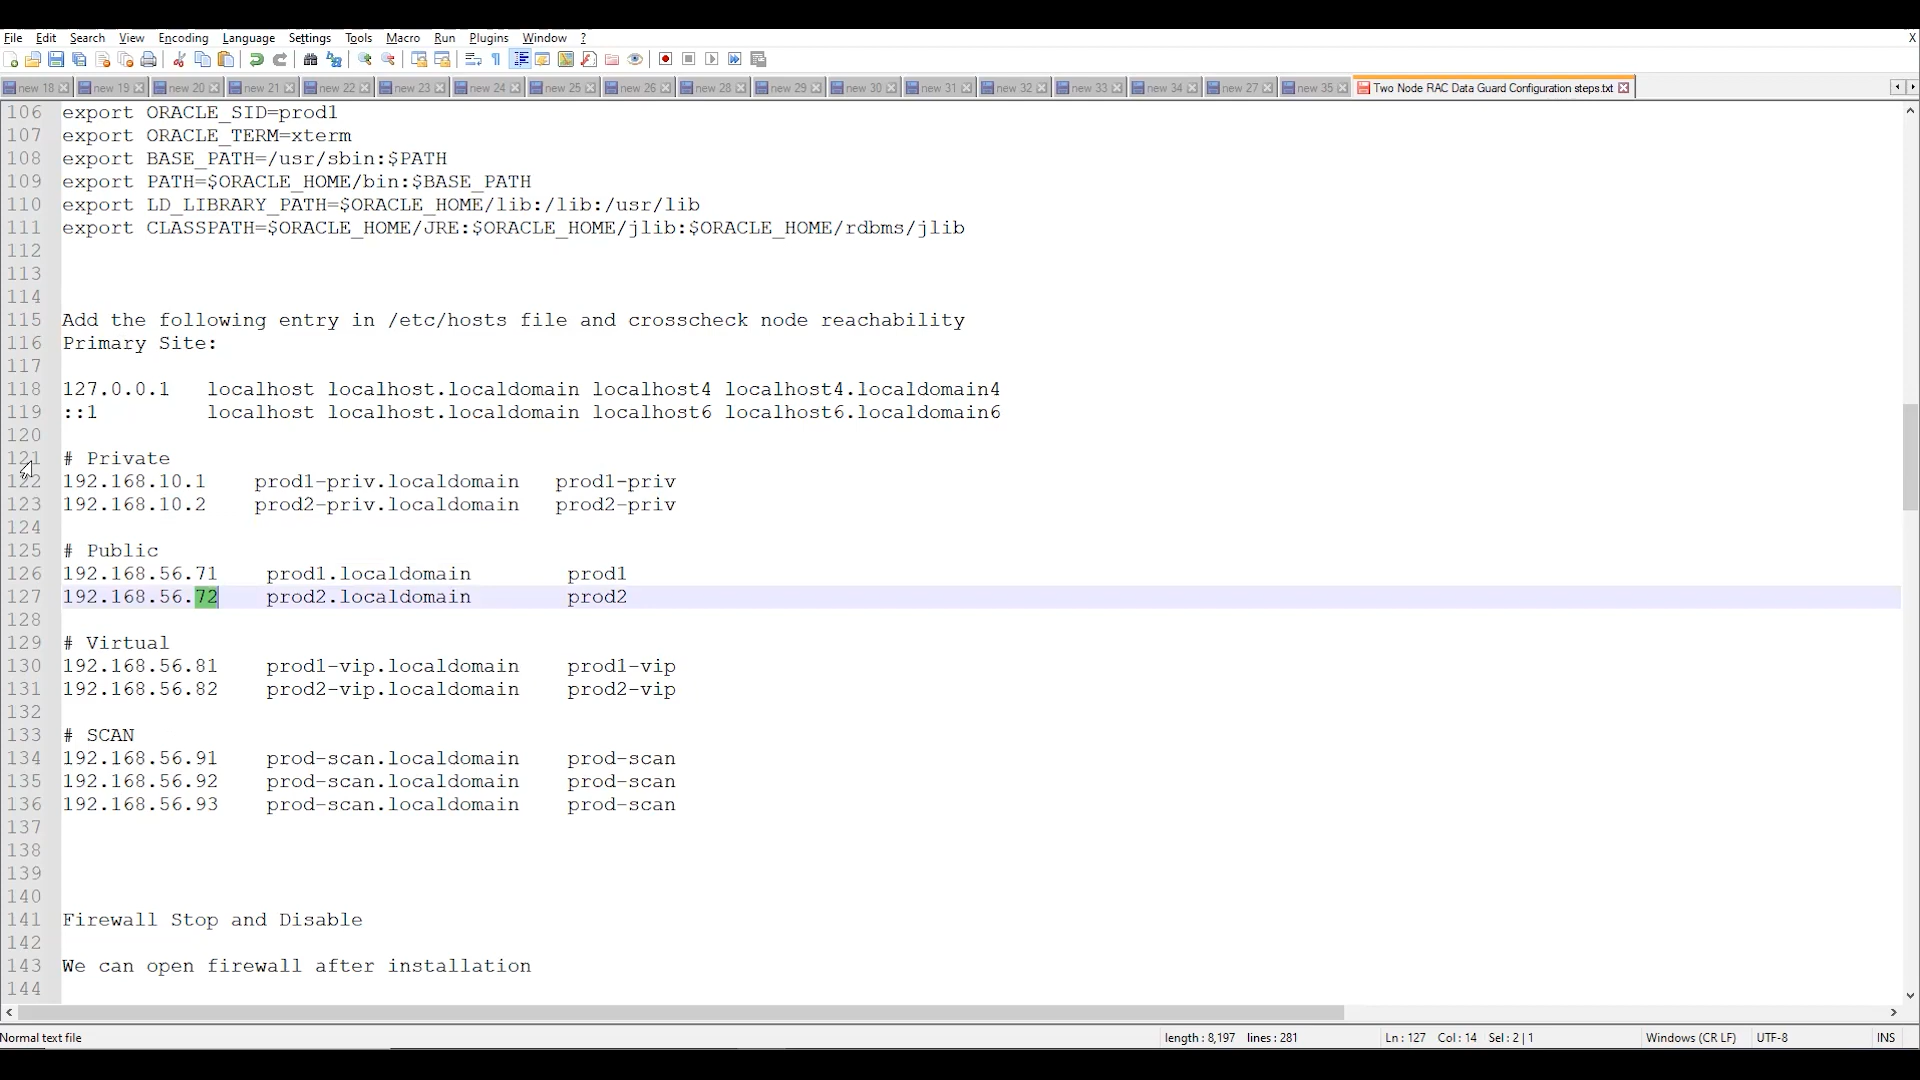 File Edit Search View Encoding Language Settings Tools Macro Run Plugins Window ? X
new 18 new 19 new 20 new 21 new 22 new 23 new 24 new 25 new 26 new 28 new 29 new 30 new 31 new 32 new 33 new 34 new 27 new 35 Two Node RAC Data Guard Configuration steps.txt
106 export ORACLE_SID=prod1
107 export ORACLE_TERM=xterm
108 export BASE_PATH=/usr/sbin:$PATH
109 export PATH=$ORACLE_HOME/bin:$BASE_PATH
110 export LD_LIBRARY_PATH=$ORACLE_HOME/lib:/lib:/usr/lib
111 export CLASSPATH=$ORACLE_HOME/JRE:$ORACLE_HOME/jlib:$ORACLE_HOME/rdbms/jlib
112
113
114
115 Add the following entry in /etc/hosts file and crosscheck node reachability
116 Primary Site:
117
118 127.0.0.1 localhost localhost.localdomain localhost4 localhost4.localdomain4
119 ::1 localhost localhost.localdomain localhost6 localhost6.localdomain6
120
121 # Private
122 192.168.10.1 prod1-priv.localdomain prod1-priv
123 192.168.10.2 prod2-priv.localdomain prod2-priv
124
125 # Public
126 192.168.56.71 prod1.localdomain prod1
127 192.168.56.72 prod2.localdomain prod2
128
129 # Virtual
130 192.168.56.81 prod1-vip.localdomain prod1-vip
131 192.168.56.82 prod2-vip.localdomain prod2-vip
132
133 # SCAN
134 192.168.56.91 prod-scan.localdomain prod-scan
135 192.168.56.92 prod-scan.localdomain prod-scan
136 192.168.56.93 prod-scan.localdomain prod-scan
137
138
139
140
141 Firewall Stop and Disable
142
143 We can open firewall after installation
144
Normal text file length : 8,197 lines : 281 Ln : 127 Col : 14 Sel : 2 | 1 Windows (CR LF) UTF-8 INS